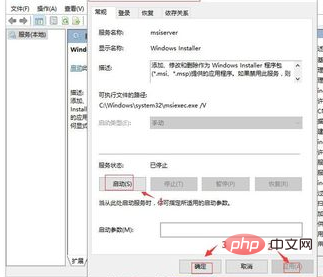 服务(本地)
常规
登录
恢复
依存关系
服务名称:
msiserver
显示名称:
Windows Installer
描述:
添加、修改和删除作为 Windows Installer 程序包
(*.msi、*.msp)提供的应用程序。如果禁用此服务，则
可执行文件的路径:
C:\Windows\system32\msiexec.exe /V
启动类型(E):
手动
服务状态:
已停止
启动(S)
停止(T)
暂停(P)
恢复(R)
当从此处启动服务时，你可指定所适用的启动参数。
启动参数(M):
确定
取消
应用(A)
扩展
php
中文网